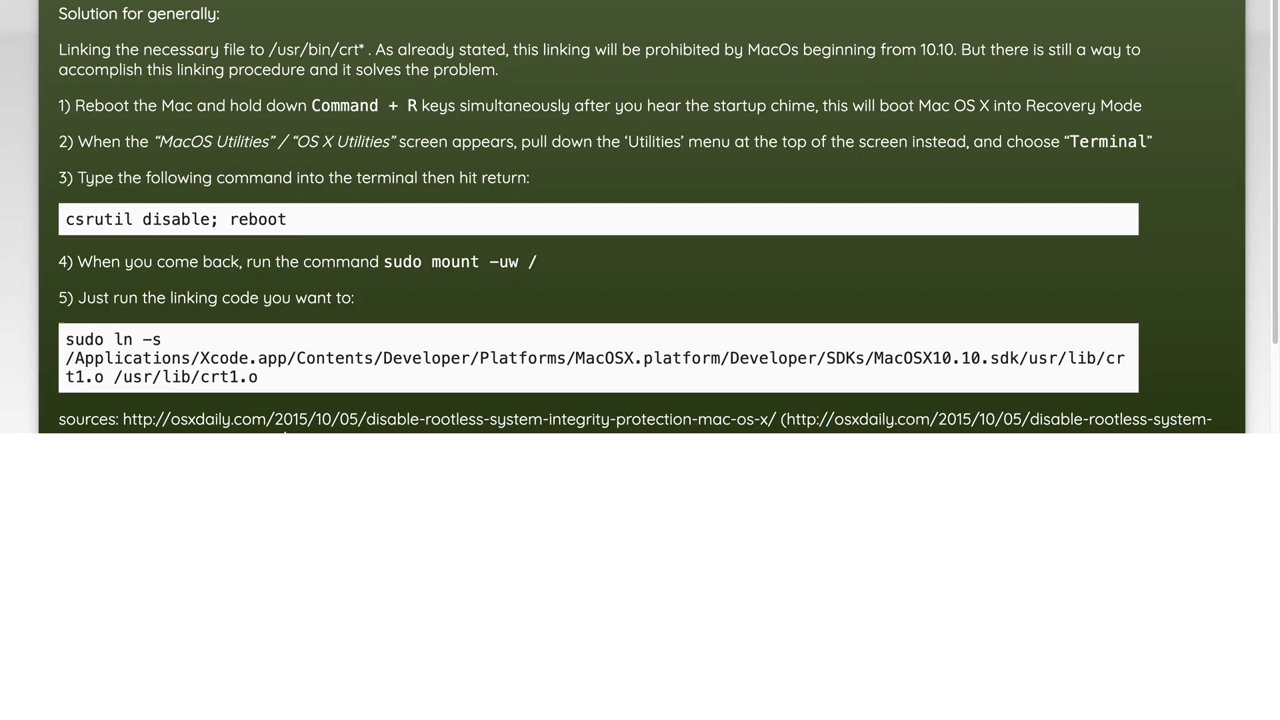 Solution for generally:
Linking the necessary file to /usr/bin/crt* . As already stated, this linking will be prohibited by MacOs beginning from 10.10. But there is still a way to
accomplish this linking procedure and it solves the problem.
1) Reboot the Mac and hold down Command + R keys simultaneously after you hear the startup chime, this will boot Mac OS X into Recovery Mode
2) When the “MacOS Utilities” / “OS X Utilities” screen appears, pull down the ‘Utilities’ menu at the top of the screen instead, and choose “Terminal”
3) Type the following command into the terminal then hit return:
csrutil disable; reboot
4) When you come back, run the command sudo mount -uw /
5) Just run the linking code you want to:
sudo ln -s
/Applications/Xcode.app/Contents/Developer/Platforms/MacOSX.platform/Developer/SDKs/MacOSX10.10.sdk/usr/lib/cr
t1.o /usr/lib/crt1.o
sources: http://osxdaily.com/2015/10/05/disable-rootless-system-integrity-protection-mac-os-x/ (http://osxdaily.com/2015/10/05/disable-rootless-system-